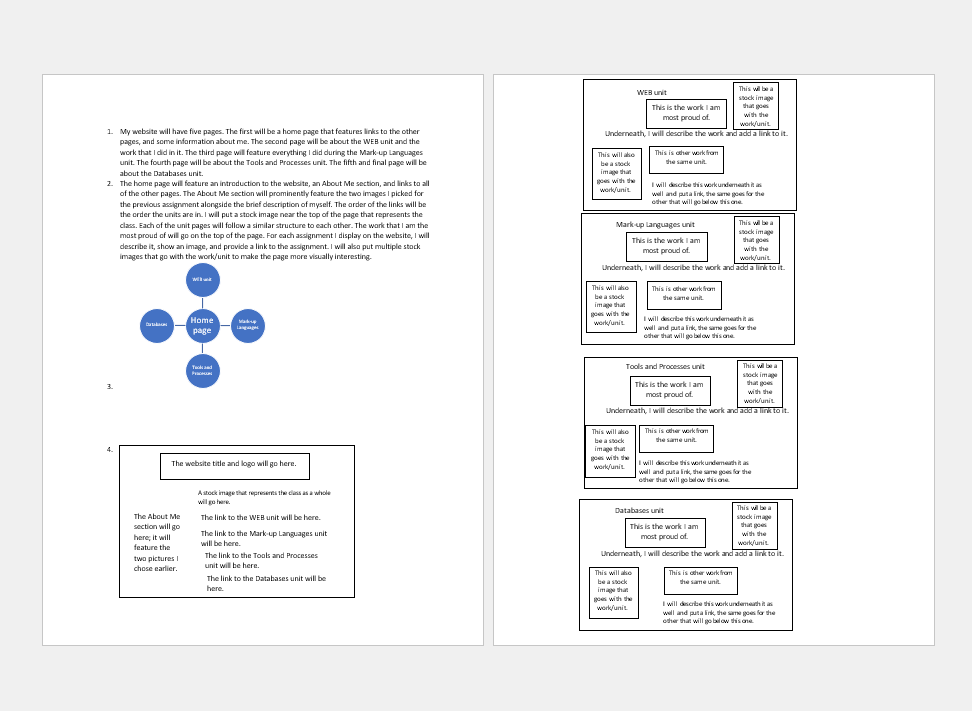 1. My website will have five pages. The first will be a home page that features links to the other
pages, and some information about me. The second page will be about the WEB unit and the
work that I did in it. The third page will feature everything I did during the Mark-up Languages
unit. The fourth page will be about the Tools and Processes unit. The fifth and final page will be
about the Databases unit.
2. The home page will feature an introduction to the website, an About Me section, and links to all
of the other pages. The About Me section will prominently feature the two images I picked for
the previous assignment alongside the brief description of myself. The order of the links will be
the order the units are in. I will put a stock image near the top of the page that represents the
class. Each of the unit pages will follow a similar structure to each other. The work that I am the
most proud of will go on the top of the page. For each assignment I display on the website, I will
describe it, show an image, and provide a link to the assignment. I will also put multiple stock
images that go with the work/unit to make the page more visually interesting.
WEB unit
Databases
Home
page
Mark-up
Languages
Tools and
Processes
3.
4.
The website title and logo will go here.
A stock image that represents the class as a whole
will go here.
The About Me
section will go
here; it will
feature the
two pictures I
chose earlier.
The link to the WEB unit will be here.
The link to the Mark-up Languages unit
will be here.
The link to the Tools and Processes
unit will be here.
The link to the Databases unit will be
here.
WEB unit
This is the work I am
most proud of.
This will be a
stock image
that goes
with the
work/unit.
Underneath, I will describe the work and add a link to it.
This will also
be a stock
image that
goes with the
work/unit.
This is other work from
the same unit.
I will describe this work underneath it as
well and put a link, the same goes for the
other that will go below this one.
Mark-up Languages unit
This is the work I am
most proud of.
This will be a
stock image
that goes
with the
work/unit.
Underneath, I will describe the work and add a link to it.
This will also
be a stock
image that
goes with the
work/unit.
This is other work from
the same unit.
I will describe this work underneath it as
well and put a link, the same goes for the
other that will go below this one.
Tools and Processes unit
This is the work I am
most proud of.
This will be a
stock image
that goes
with the
work/unit.
Underneath, I will describe the work and add a link to it.
This will also
be a stock
image that
goes with the
work/unit.
This is other work from
the same unit.
I will describe this work underneath it as
well and put a link, the same goes for the
other that will go below this one.
Databases unit
This is the work I am
most proud of.
This will be a
stock image
that goes
with the
work/unit.
Underneath, I will describe the work and add a link to it.
This will also
be a stock
image that
goes with the
work/unit.
This is other work from
the same unit.
I will describe this work underneath it as
well and put a link, the same goes for the
other that will go below this one.